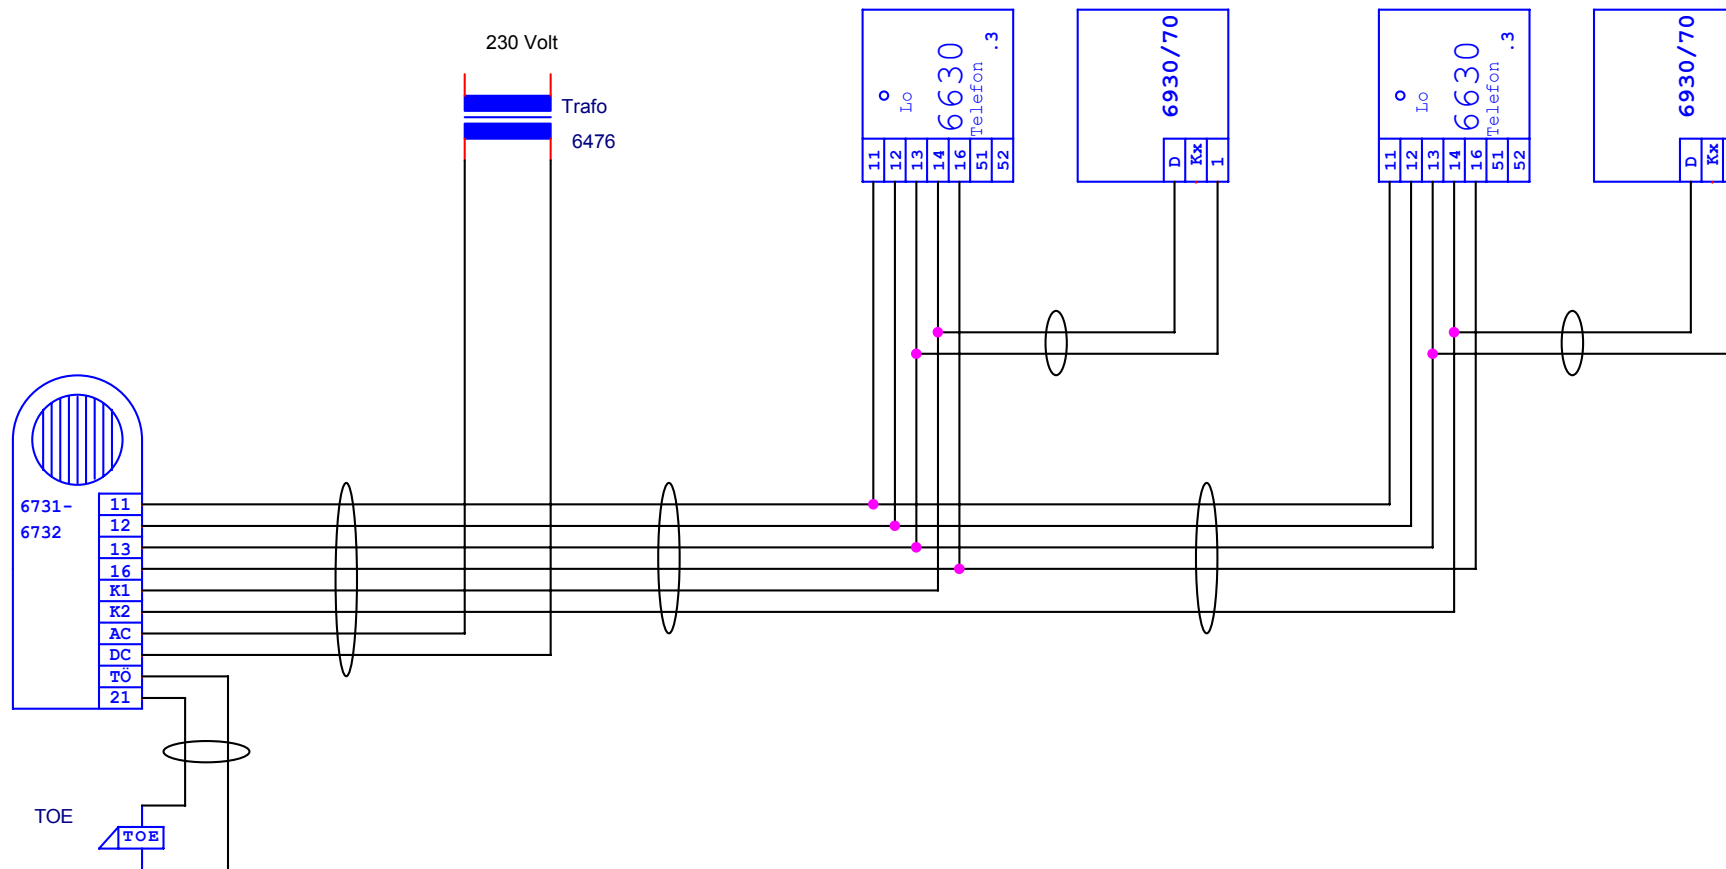 230 Volt
Trafo
6476
Lo
6630
Telefon .3
11
12
13
14
16
51
52
6930/70
D
Kx
1
Lo
6630
Telefon .3
11
12
13
14
16
51
52
6930/70
D
Kx
6731-
6732
11
12
13
16
K1
K2
AC
DC
TÖ
21
TOE
TOE